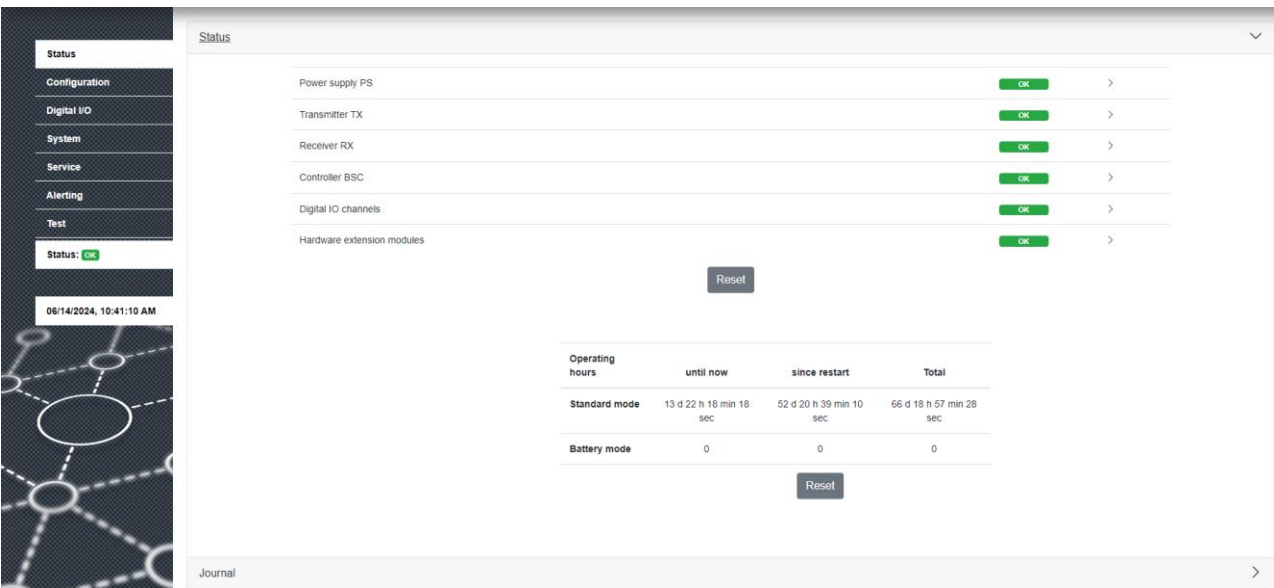 Status
Configuration
Digital I/O
System
Service
Alerting
Test
Status: OK
06/14/2024, 10:41:10 AM
Status
Power supply PS OK
Transmitter TX OK
Receiver RX OK
Controller BSC OK
Digital IO channels OK
Hardware extension modules OK
Reset
Operating
hours until now since restart Total
Standard mode 13 d 22 h 18 min 18 52 d 20 h 39 min 10 66 d 18 h 57 min 28
sec sec sec
Battery mode 0 0 0
Reset
Journal